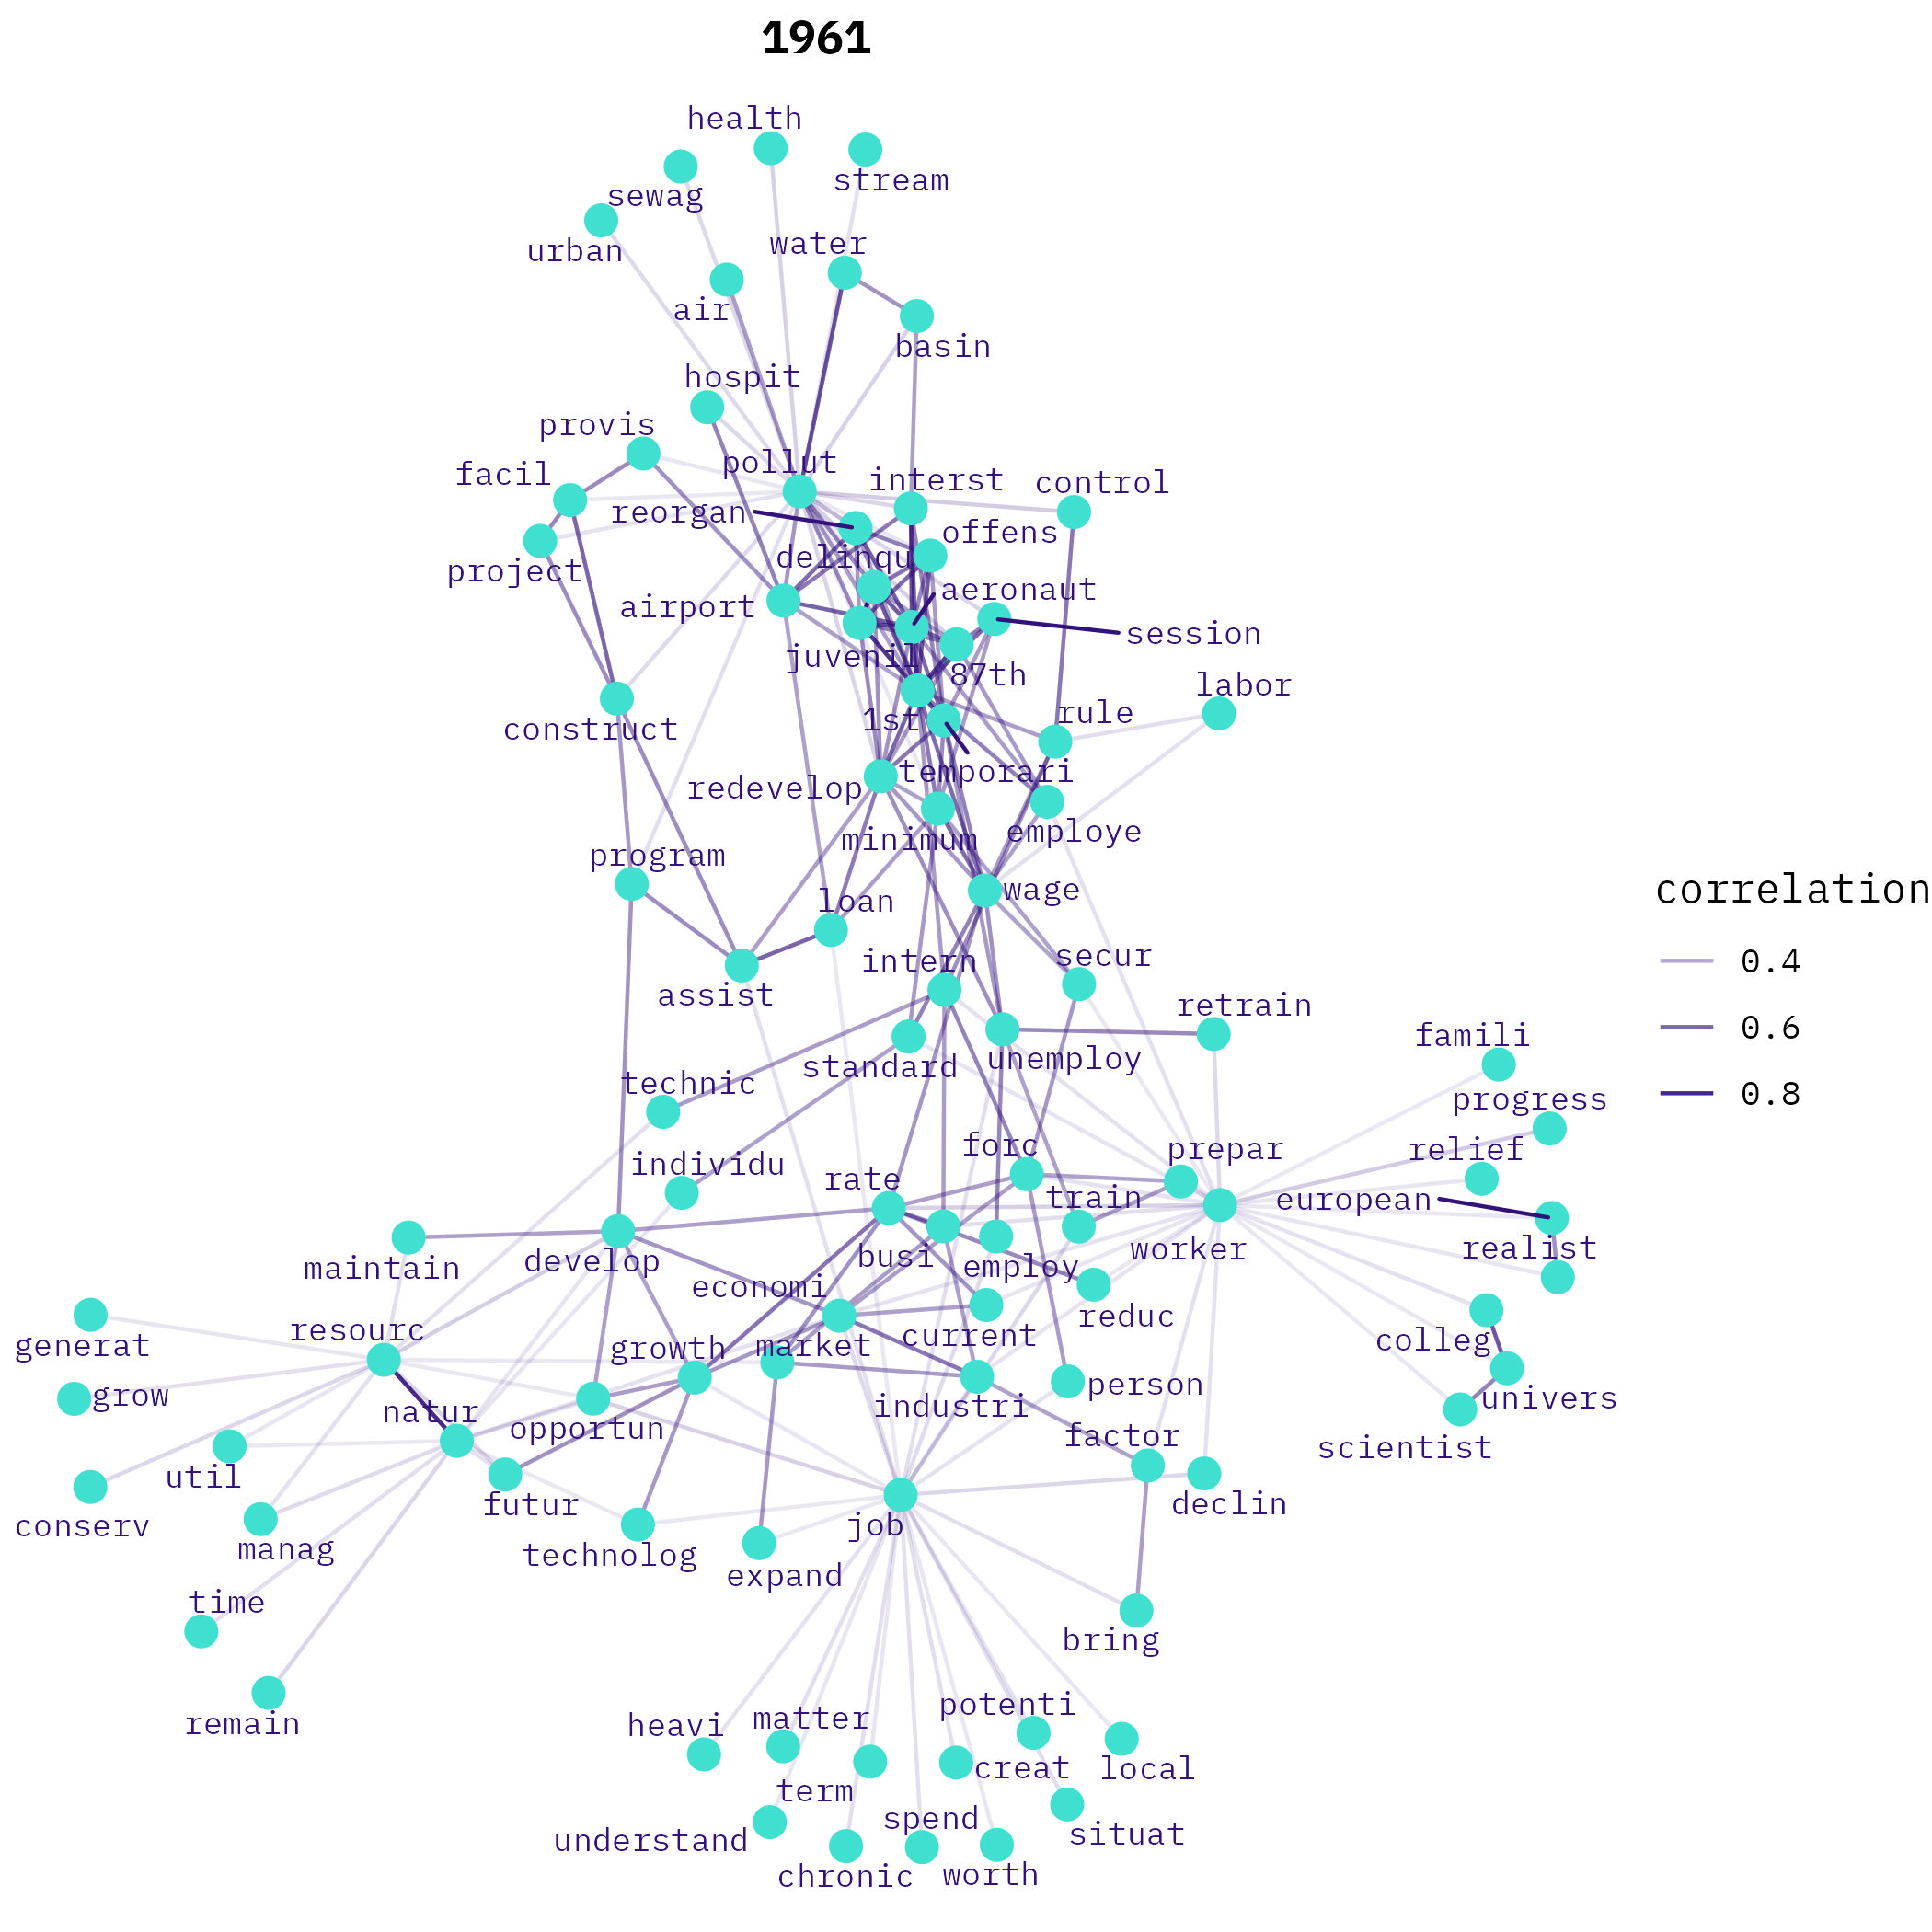 1961
health
stream
sewag
urban
water
air
basin
hospit
provis
pollut
facil
interst
control
reorgan
offens
delinqu
project
aeronaut
airport
session
juvenil
87th
labor
1st
rule
construct
temporari
redevelop
minimum
employe
program
wage
correlation
loan
intern
secur
0.4
assist
retrain
0.6
famili
standard
unemploy
technic
progress
0.8
forc
prepar
relief
individu
rate
train
european
busi
worker
realist
maintain
develop
employ
economi
reduc
resourc
generat
growth
market
current
colleg
grow
natur
person
univers
opportun
industri
factor
scientist
util
futur
declin
conserv
job
manag
technolog
expand
time
bring
remain
heavi
matter
potenti
creat
local
term
spend
situat
understand
chronic
worth